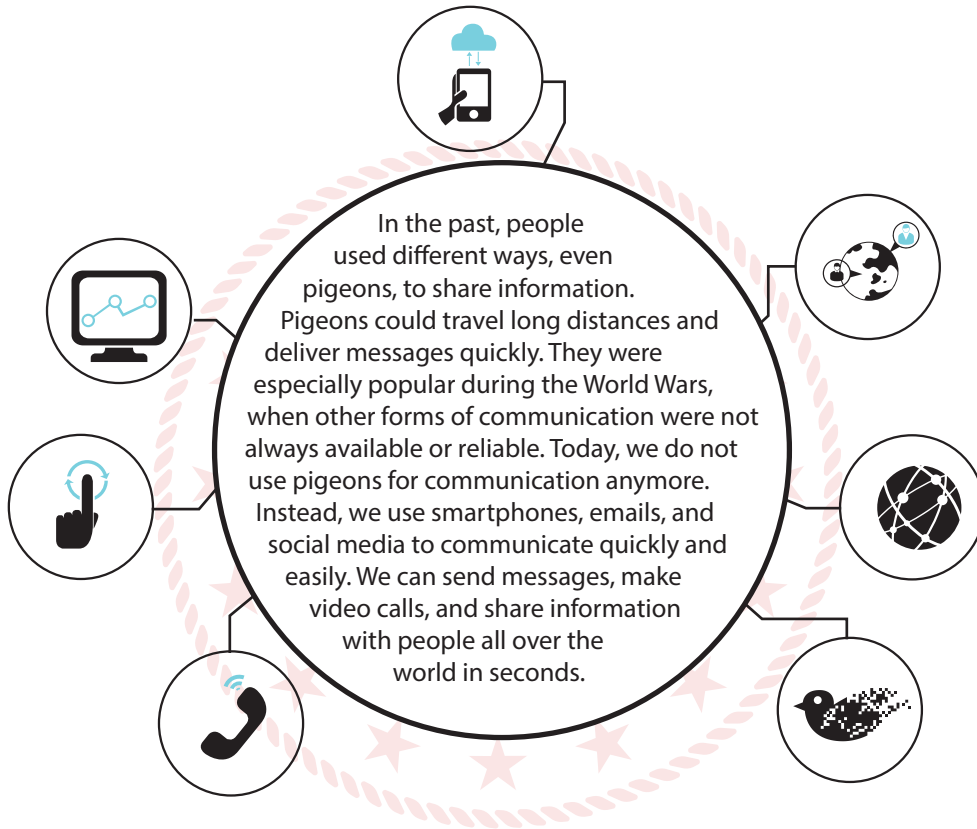 In the past, people
used different ways, even
pigeons, to share information.
Pigeons could travel long distances and
deliver messages quickly. They were
especially popular during the World Wars,
when other forms of communication were not
always available or reliable. Today, we do not
use pigeons for communication anymore.
Instead, we use smartphones, emails, and
social media to communicate quickly and
easily. We can send messages, make
video calls, and share information
with people all over the
world in seconds.